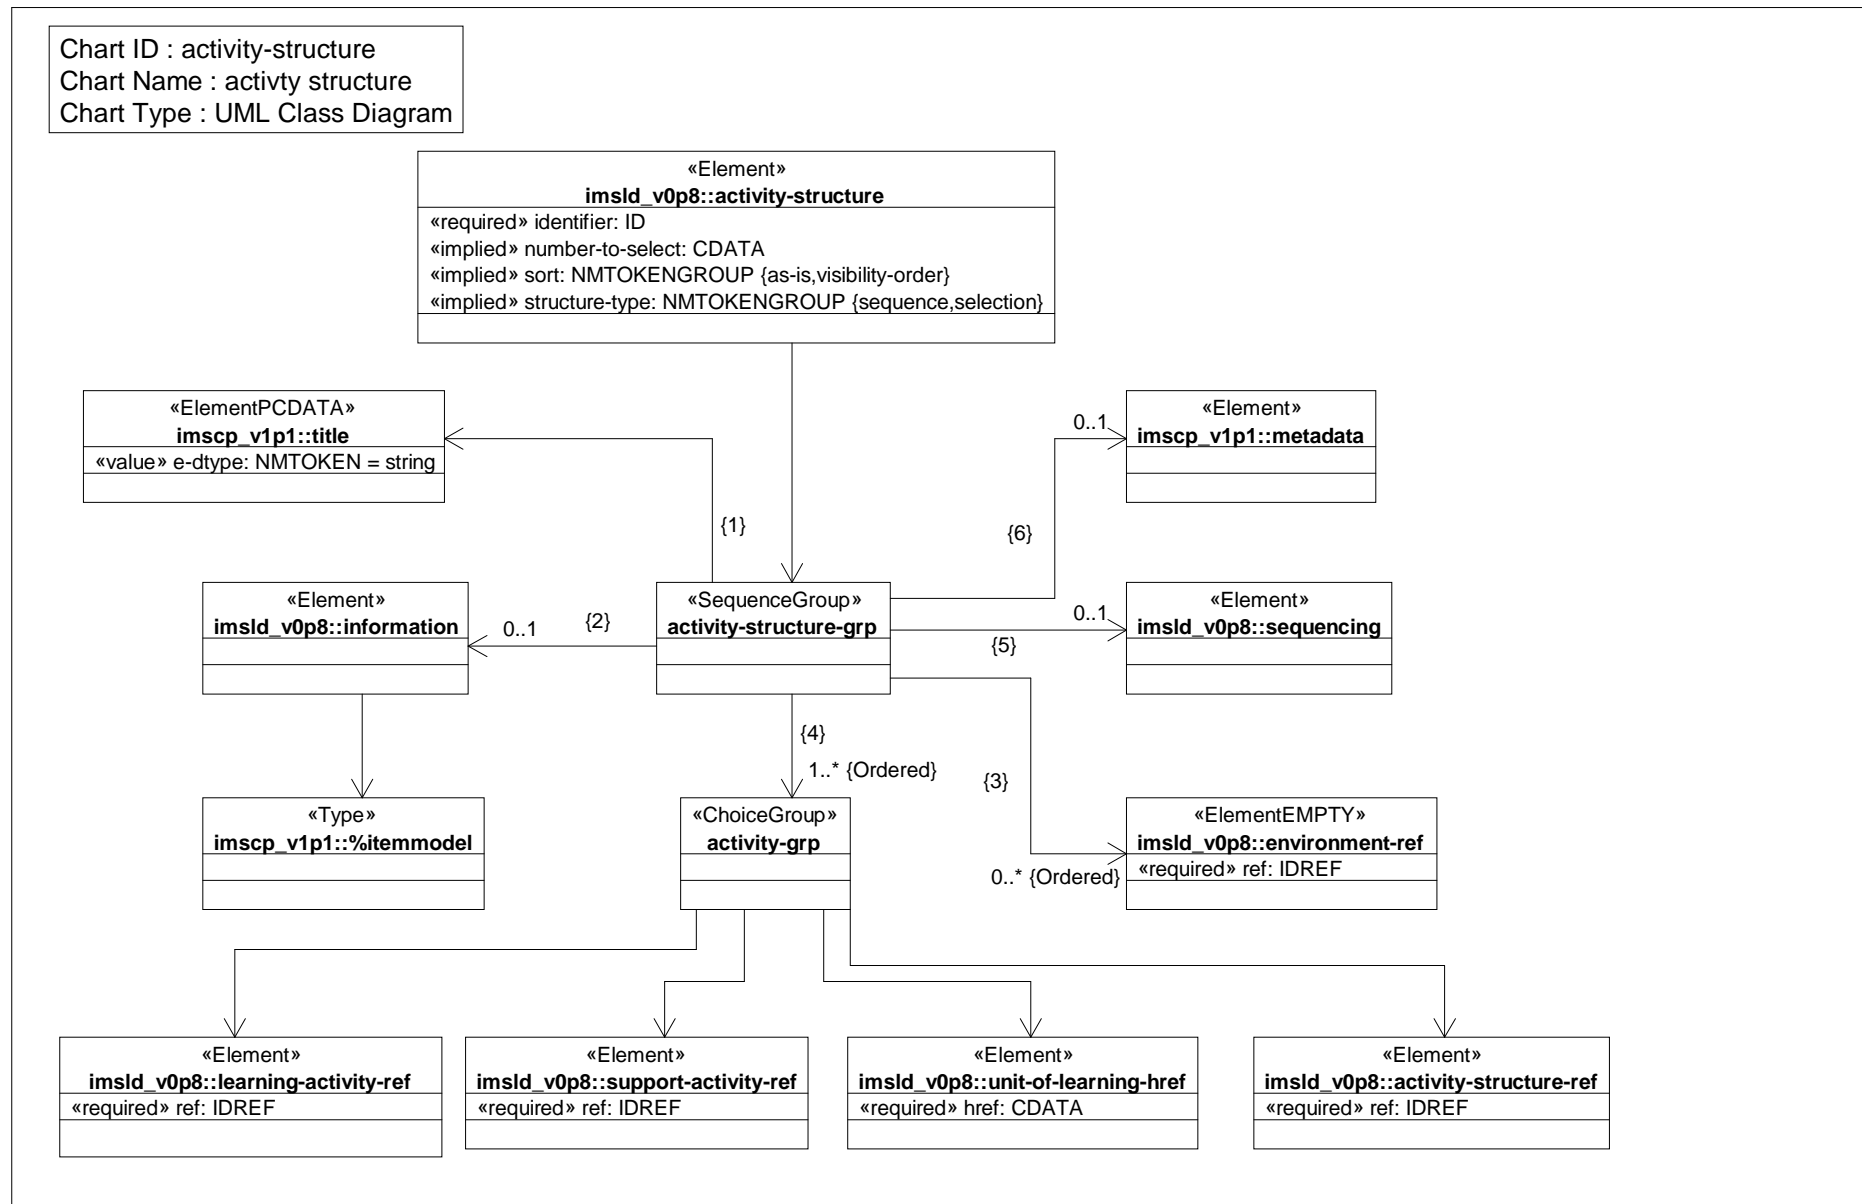 Chart ID : activity-structure
Chart Name : activty structure
Chart Type : UML Class Diagram
«Element»
imsld_v0p8::activity-structure
«required» identifier: ID
«implied» number-to-select: CDATA
«implied» sort: NMTOKENGROUP {as-is,visibility-order}
«implied» structure-type: NMTOKENGROUP {sequence,selection}
«ElementPCDATA»
imscp_v1p1::title
«value» e-dtype: NMTOKEN = string
«Element»
imscp_v1p1::metadata
0..1
{1}
{6}
«Element»
imsld_v0p8::information
0..1
{2}
«SequenceGroup»
activity-structure-grp
0..1
{5}
«Element»
imsld_v0p8::sequencing
{4}
1..* {Ordered}
{3}
0..* {Ordered}
«Type»
imscp_v1p1::%itemmodel
«ChoiceGroup»
activity-grp
«ElementEMPTY»
imsld_v0p8::environment-ref
«required» ref: IDREF
«Element»
imsld_v0p8::learning-activity-ref
«required» ref: IDREF
«Element»
imsld_v0p8::support-activity-ref
«required» ref: IDREF
«Element»
imsld_v0p8::unit-of-learning-href
«required» href: CDATA
«Element»
imsld_v0p8::activity-structure-ref
«required» ref: IDREF